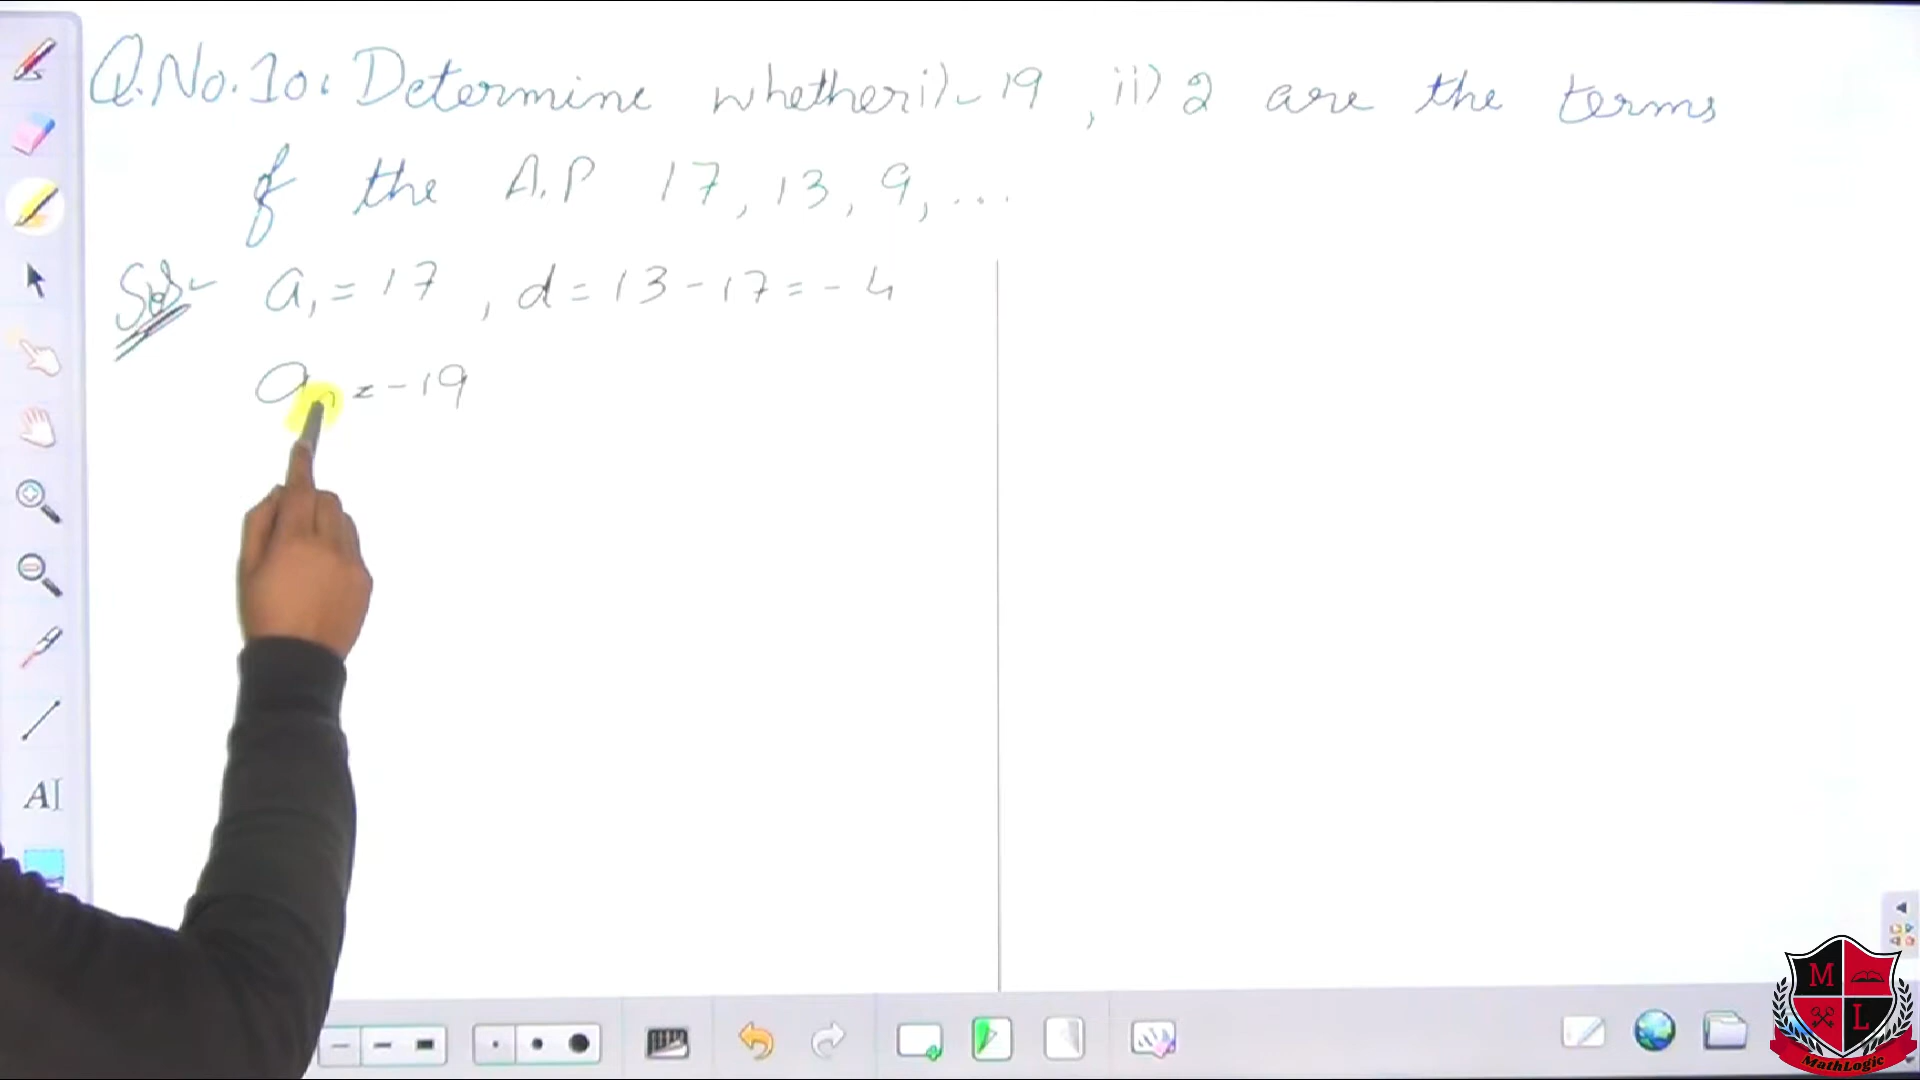 Q.No.10: Determine whether i) -19, ii) 2 are the terms
of the A.P 17, 13, 9, ...
Sol:- a₁ = 17 , d = 13 - 17 = - 4
aₙ = -19
AI
M L
MathLogic